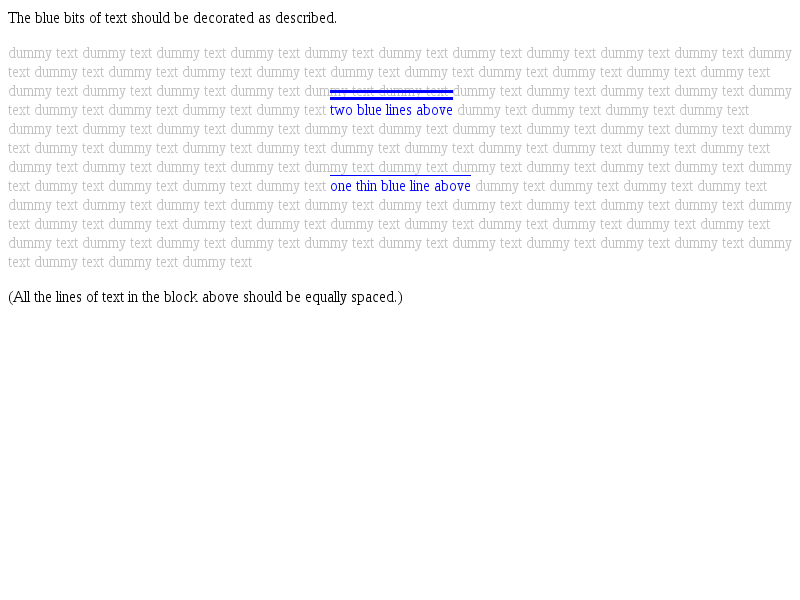 The blue bits of text should be decorated as described.
dummy text dummy text dummy text dummy text dummy text dummy text dummy text dummy text dummy text dummy text dummy
text dummy text dummy text dummy text dummy text dummy text dummy text dummy text dummy text dummy text dummy text
dummy text dummy text dummy text dummy text dummy text dummy text dummy text dummy text dummy text dummy text dummy
text dummy text dummy text dummy text dummy text two blue lines above dummy text dummy text dummy text dummy text
dummy text dummy text dummy text dummy text dummy text dummy text dummy text dummy text dummy text dummy text dummy
text dummy text dummy text dummy text dummy text dummy text dummy text dummy text dummy text dummy text dummy text
dummy text dummy text dummy text dummy text dummy text dummy text dummy text dummy text dummy text dummy text dummy
text dummy text dummy text dummy text dummy text one thin blue line above dummy text dummy text dummy text dummy text
dummy text dummy text dummy text dummy text dummy text dummy text dummy text dummy text dummy text dummy text dummy
text dummy text dummy text dummy text dummy text dummy text dummy text dummy text dummy text dummy text dummy text
dummy text dummy text dummy text dummy text dummy text dummy text dummy text dummy text dummy text dummy text dummy
text dummy text dummy text dummy text
(All the lines of text in the block above should be equally spaced.)